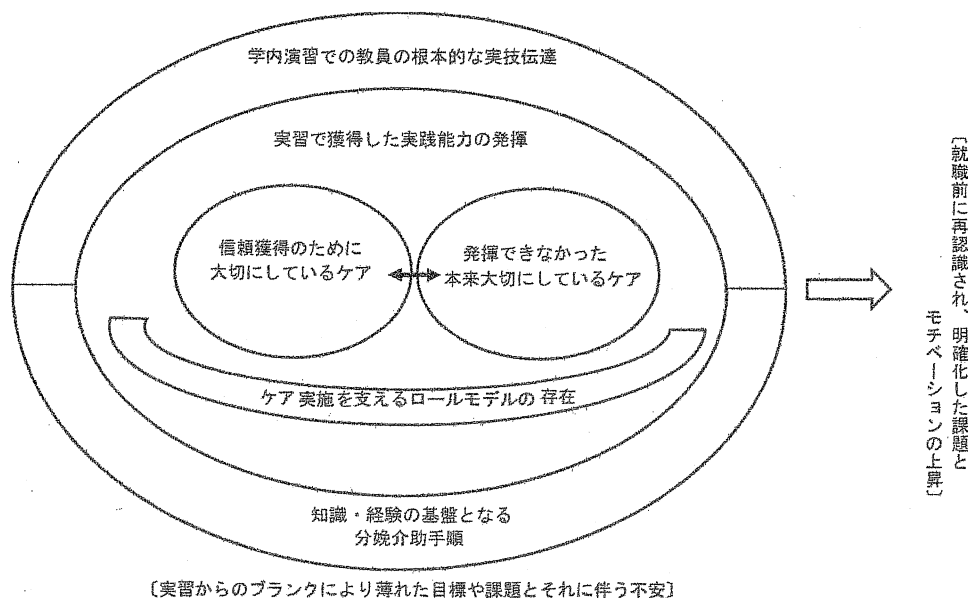 学内演習での教員の根本的な実技伝達
実習で獲得した実践能力の発揮
信頼獲得のために
大切にしているケア
発揮できなかった
本来大切にしているケア
ケア実施を支えるロールモデルの存在
知識・経験の基盤となる
分娩介助手順
〔実習からのブランクにより薄れた目標や課題とそれに伴う不安〕
〔就職前に再認識され、明確化した課題と
モチベーションの上昇〕